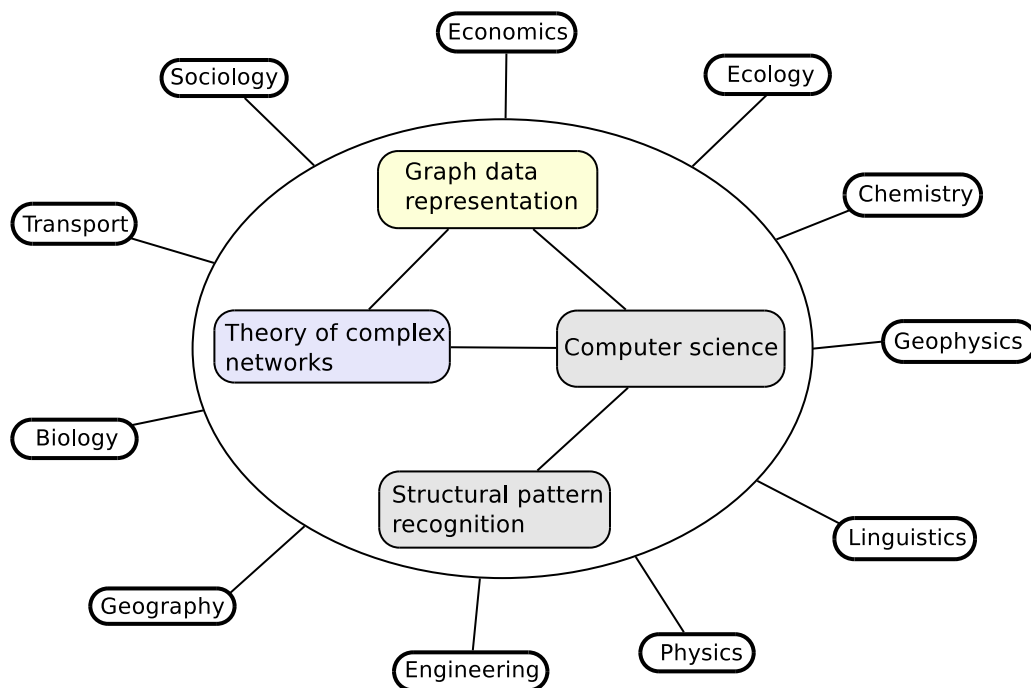 Economics
Sociology
Ecology
Graph data
representation
Chemistry
Transport
Theory of complex
networks
Computer science
Geophysics
Biology
Structural pattern
recognition
Linguistics
Geography
Physics
Engineering